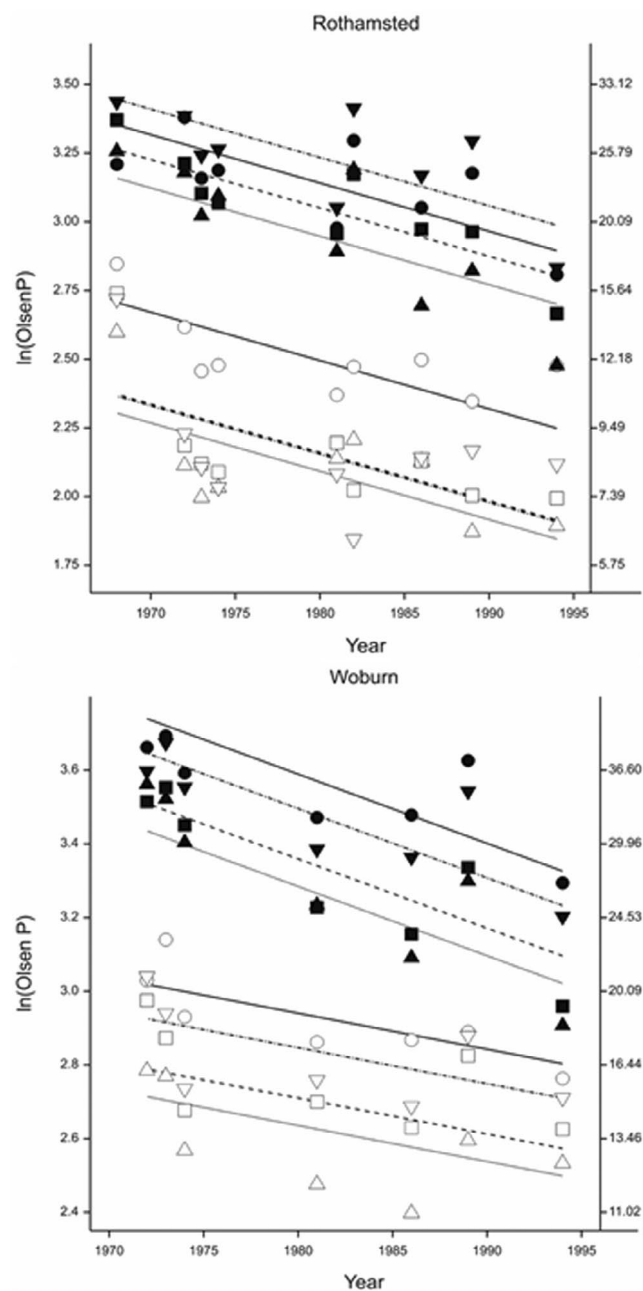 Rothamsted
3.50 33.12
3.25 25.79
3.00 20.09
2.75 15.64
ln(OlsenP)
2.50 12.18
2.25 9.49
2.00 7.39
1.75 5.75
1970 1975 1980 1985 1990 1995
Year
Woburn
3.6 36.60
3.4 29.96
3.2 24.53
ln(Olsen P)
3.0 20.09
2.8 16.44
2.6 13.46
2.4 11.02
1970 1975 1980 1985 1990 1995
Year